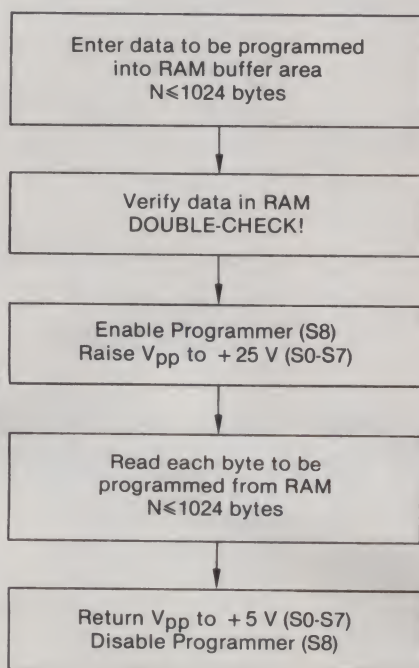 Enter data to be programmed
into RAM buffer area
N⩽1024 bytes
Verify data in RAM
DOUBLE-CHECK!
Enable Programmer (S8)
Raise Vpp to +25 V (S0-S7)
Read each byte to be
programmed from RAM
N⩽1024 bytes
Return Vpp to +5 V (S0-S7)
Disable Programmer (S8)